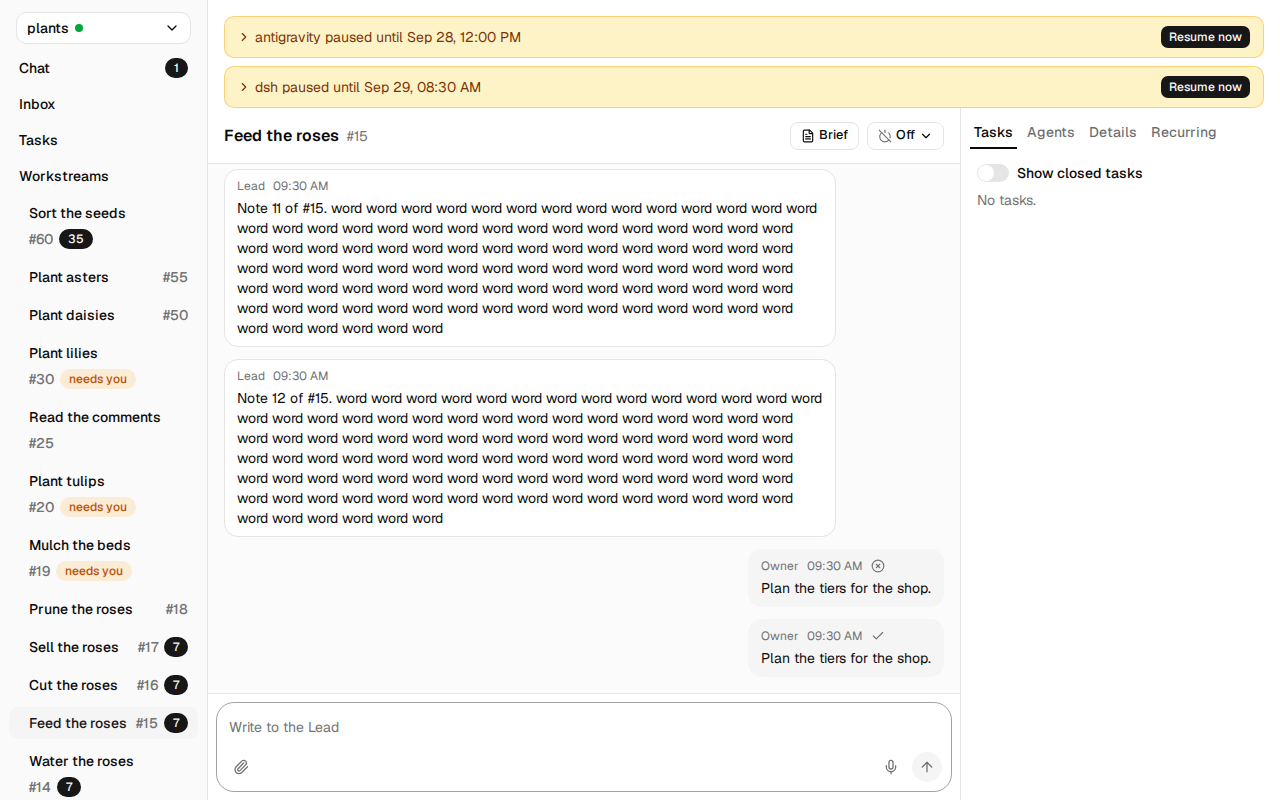 plants
Chat 1
Inbox
Tasks
Workstreams
Sort the seeds
#60 35
Plant asters #55
Plant daisies #50
Plant lilies
#30 needs you
Read the comments
#25
Plant tulips
#20 needs you
Mulch the beds
#19 needs you
Prune the roses #18
Sell the roses #17 7
Cut the roses #16 7
Feed the roses #15 7
Water the roses
#14 7
antigravity paused until Sep 28, 12:00 PM Resume now
dsh paused until Sep 29, 08:30 AM Resume now
Feed the roses #15 Brief Off
Lead 09:30 AM
Note 11 of #15. word word word word word word word word word word word word word word
word word word word word word word word word word word word word word word word
word word word word word word word word word word word word word word word word
word word word word word word word word word word word word word word word word
word word word word word word word word word word word word word word word word
word word word word word word word word word word word word word word word word
word word word word word word
Lead 09:30 AM
Note 12 of #15. word word word word word word word word word word word word word word
word word word word word word word word word word word word word word word word
word word word word word word word word word word word word word word word word
word word word word word word word word word word word word word word word word
word word word word word word word word word word word word word word word word
word word word word word word word word word word word word word word word word
word word word word word word
Owner 09:30 AM
Plan the tiers for the shop.
Owner 09:30 AM
Plan the tiers for the shop.
Write to the Lead
Tasks Agents Details Recurring
Show closed tasks
No tasks.